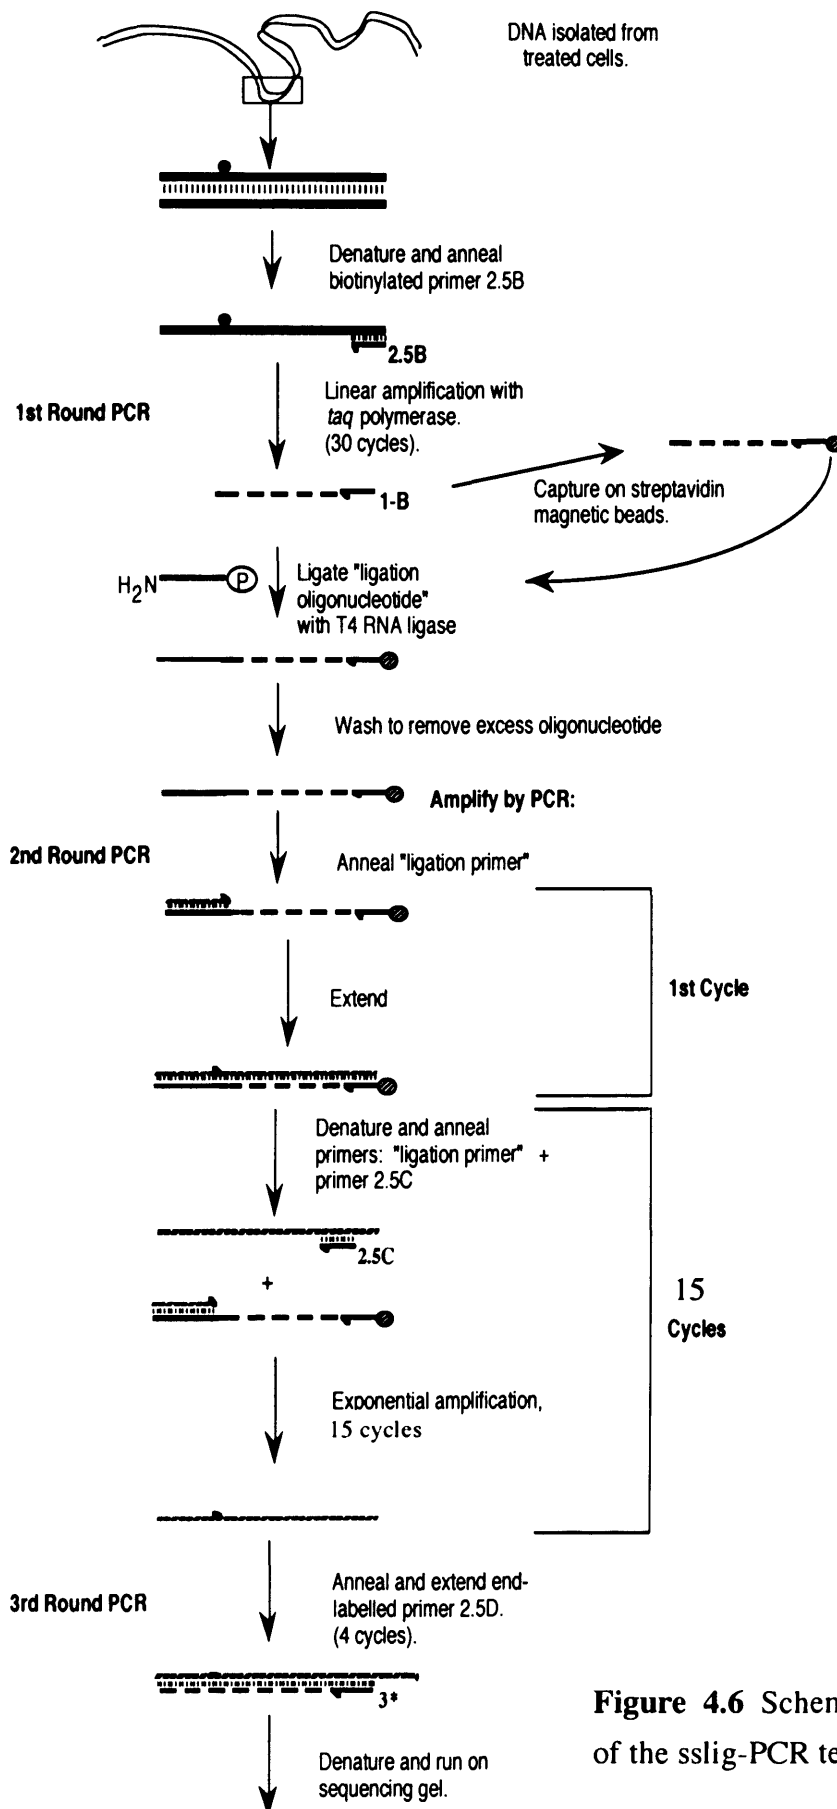 DNA isolated from
treated cells.
Denature and anneal
biotinylated primer 2.5B
2.5B
1st Round PCR
Linear amplification with
taq polymerase.
(30 cycles).
1-B
Capture on streptavidin
magnetic beads.
H2N
P
Ligate "ligation
oligonucleotide"
with T4 RNA ligase
Wash to remove excess oligonucleotide
Amplify by PCR:
2nd Round PCR
Anneal "ligation primer"
Extend
1st Cycle
Denature and anneal
primers: "ligation primer" +
primer 2.5C
2.5C
+
15
Cycles
Exponential amplification,
15 cycles
3rd Round PCR
Anneal and extend end-
labelled primer 2.5D.
(4 cycles).
3*
Figure 4.6 Schem
of the sslig-PCR te
Denature and run on
sequencing gel.